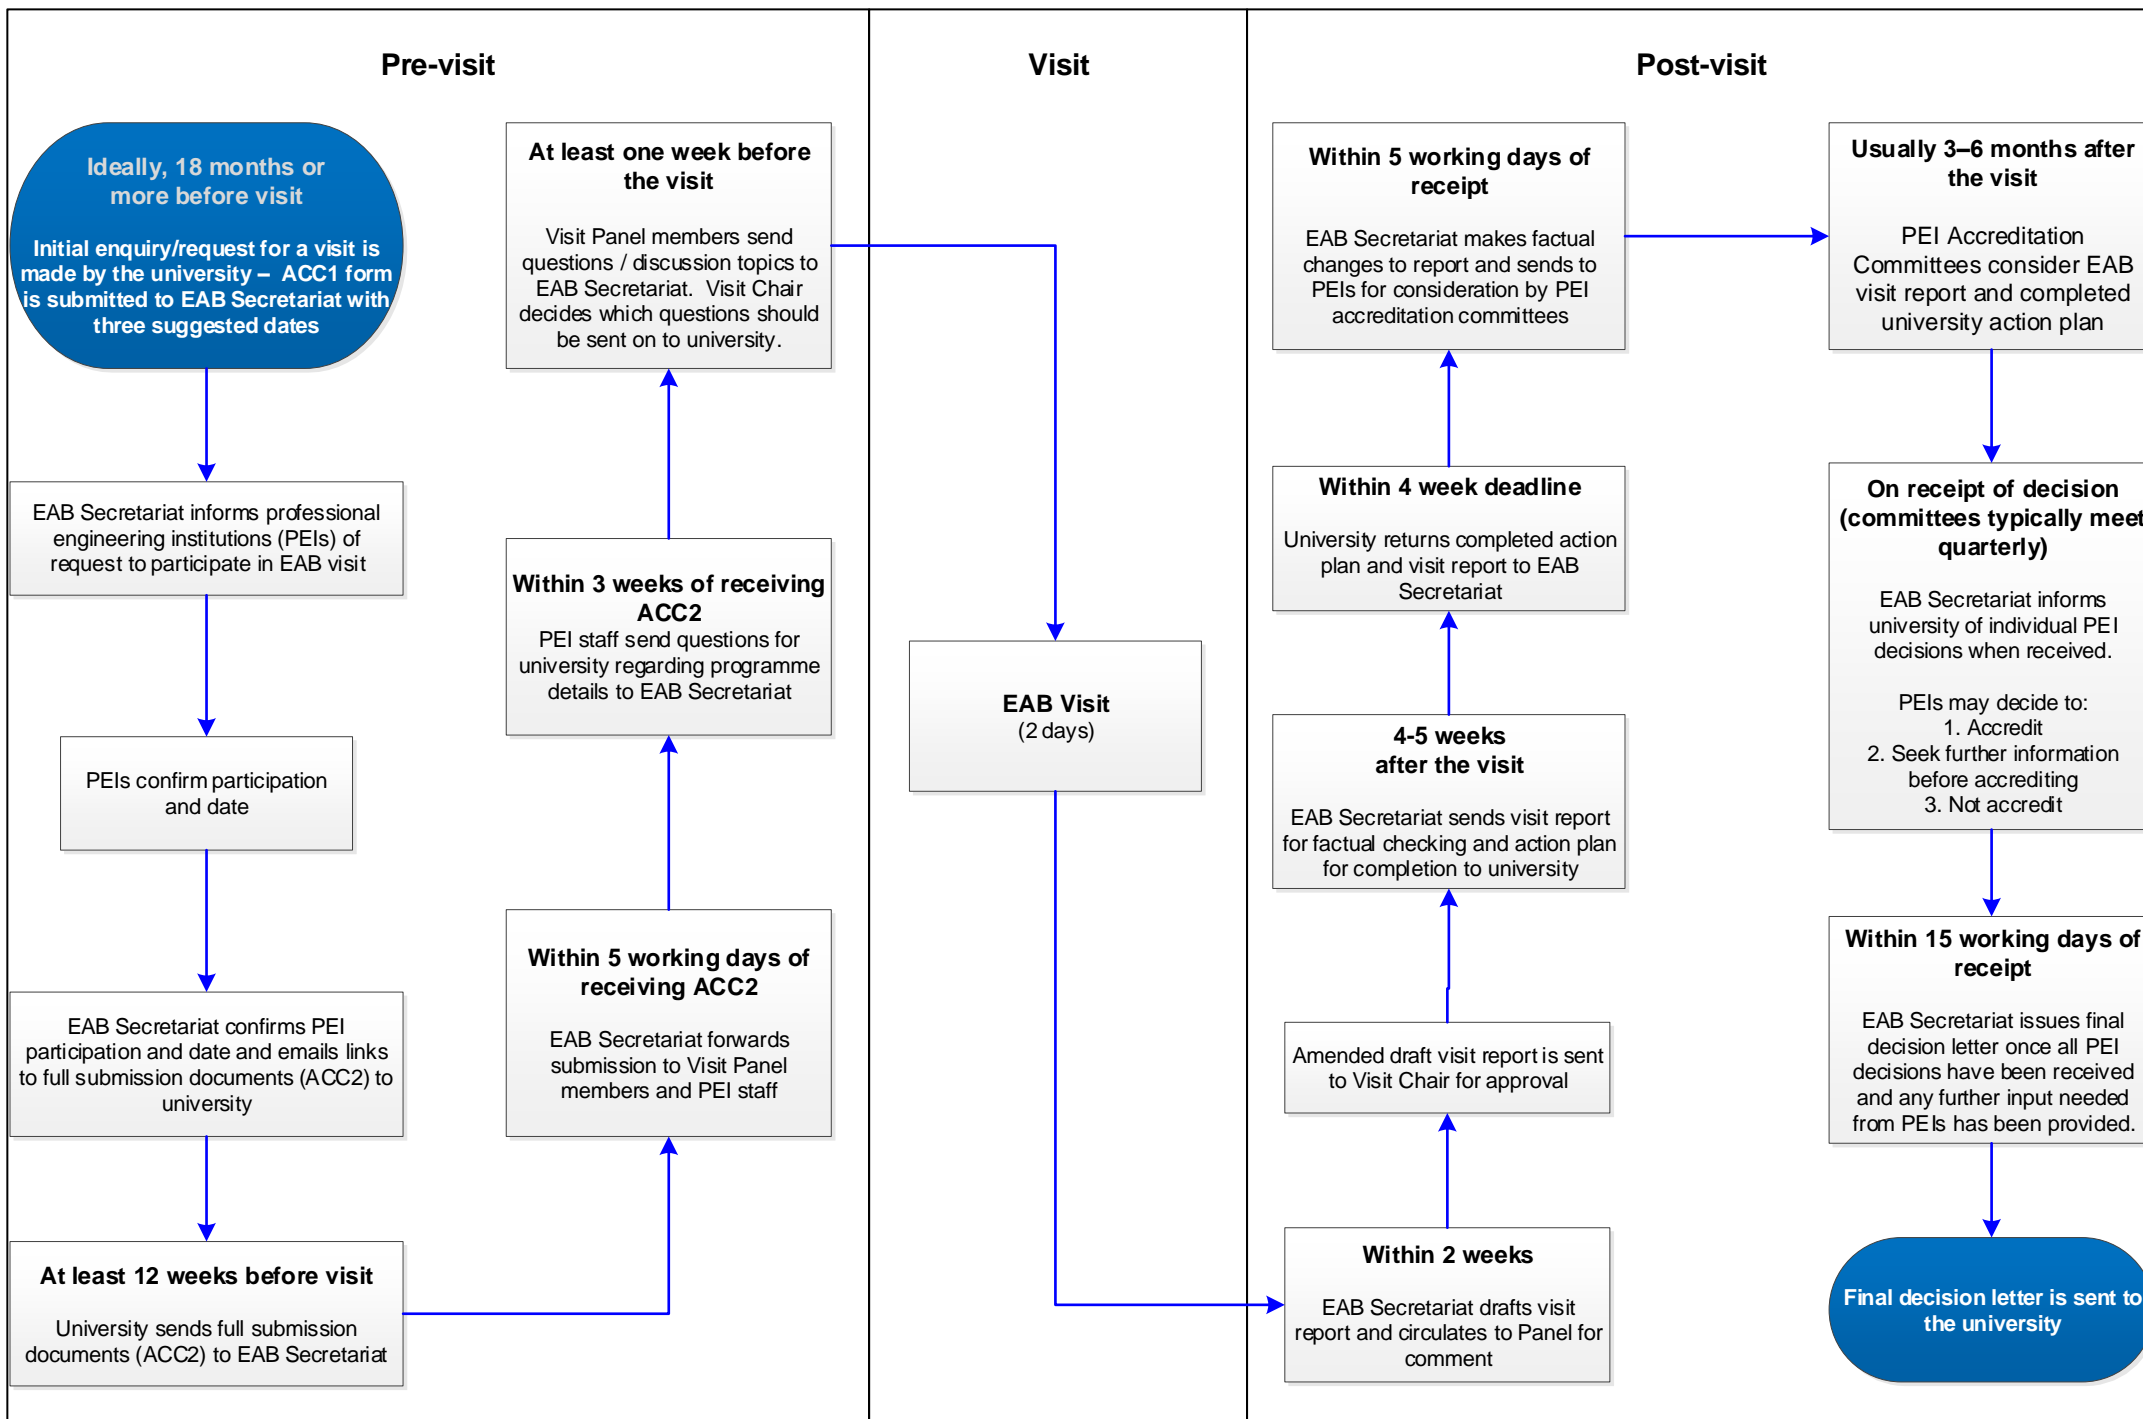 Pre-visit
Ideally, 18 months or
more before visit
Initial enquiry/request for a visit is
made by the university – ACC1 form
is submitted to EAB Secretariat with
three suggested dates
EAB Secretariat informs professional
engineering institutions (PEIs) of
request to participate in EAB visit
PEIs confirm participation
and date
EAB Secretariat confirms PEI
participation and date and emails links
to full submission documents (ACC2) to
university
At least 12 weeks before visit
University sends full submission
documents (ACC2) to EAB Secretariat
Within 5 working days of
receiving ACC2
EAB Secretariat forwards
submission to Visit Panel
members and PEI staff
Within 3 weeks of receiving
ACC2
PEI staff send questions for
university regarding programme
details to EAB Secretariat
At least one week before
the visit
Visit Panel members send
questions / discussion topics to
EAB Secretariat. Visit Chair
decides which questions should
be sent on to university.
Visit
EAB Visit
(2 days)
Post-visit
Within 2 weeks
EAB Secretariat drafts visit
report and circulates to Panel for
comment
Amended draft visit report is sent
to Visit Chair for approval
4-5 weeks
after the visit
EAB Secretariat sends visit report
for factual checking and action plan
for completion to university
Within 4 week deadline
University returns completed action
plan and visit report to EAB
Secretariat
Within 5 working days of
receipt
EAB Secretariat makes factual
changes to report and sends to
PEIs for consideration by PEI
accreditation committees
Usually 3–6 months after
the visit
PEI Accreditation
Committees consider EAB
visit report and completed
university action plan
On receipt of decision
(committees typically meet
quarterly)
EAB Secretariat informs
university of individual PEI
decisions when received.
PEIs may decide to:
1. Accredit
2. Seek further information
before accrediting
3. Not accredit
Within 15 working days of
receipt
EAB Secretariat issues final
decision letter once all PEI
decisions have been received
and any further input needed
from PEIs has been provided.
Final decision letter is sent to
the university